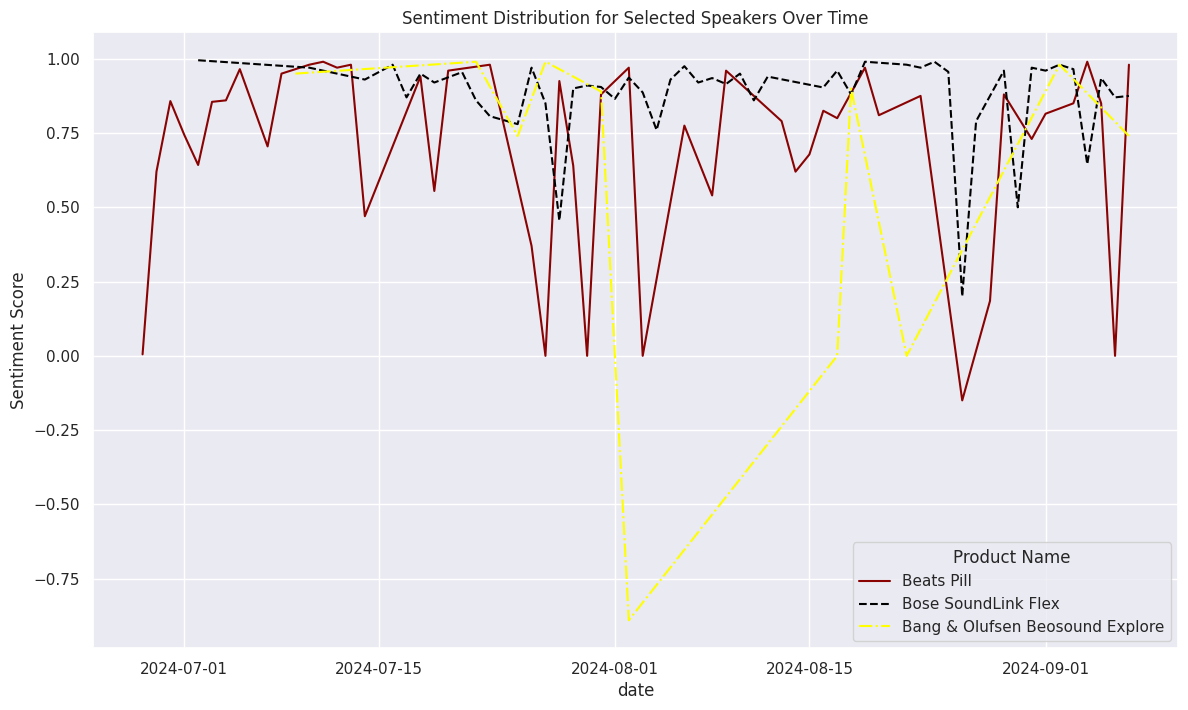 Sentiment Distribution for Selected Speakers Over Time
Sentiment Score
1.00
0.75
0.50
0.25
0.00
−0.25
−0.50
−0.75
Product Name
Beats Pill
Bose SoundLink Flex
Bang & Olufsen Beosound Explore
2024-07-01 2024-07-15 2024-08-01 2024-08-15 2024-09-01
date